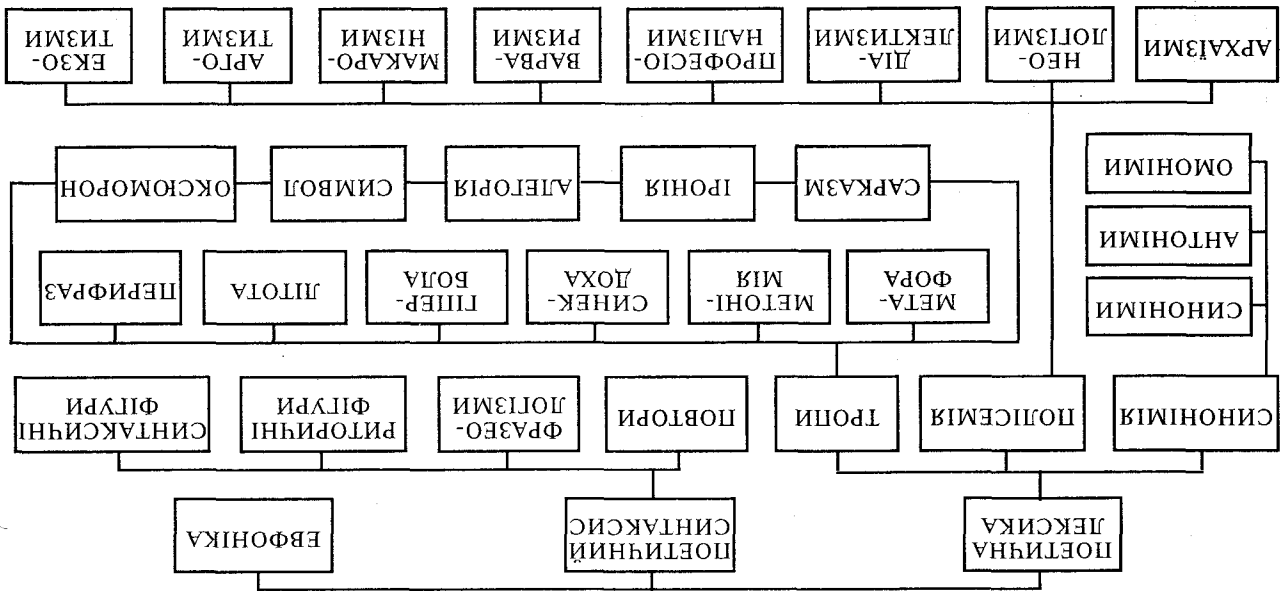 ПОЕТИЧНА
ЛЕКСИКА
ПОЕТИЧНИЙ
СИНТАКСИС
ЕВФОНІКА
СИНОНІМІЯ
ПОЛІСЕМІЯ
ТРОПИ
ПОВТОРИ
ФРАЗЕО-
ЛОГІЗМИ
РИТОРИЧНІ
ФІГУРИ
СИНТАКСИЧНІ
ФІГУРИ
СИНОНІМИ
АНТОНІМИ
ОМОНІМИ
МЕТА-
ФОРА
МЕТОНІ-
МІЯ
СИНЕК-
ДОХА
ГІПЕР-
БОЛА
ЛІТОТА
ПЕРИФРАЗ
САРКАЗМ
ІРОНІЯ
АЛЕГОРІЯ
СИМВОЛ
ОКСЮМОРОН
АРХАЇЗМИ
НЕО-
ЛОГІЗМИ
ДІА-
ЛЕКТИЗМИ
ПРОФЕСІО-
НАЛІЗМИ
ВАРВА-
РИЗМИ
МАКАРО-
НІЗМИ
АРГО-
ТИЗМИ
ЕКЗО-
ТИЗМИ